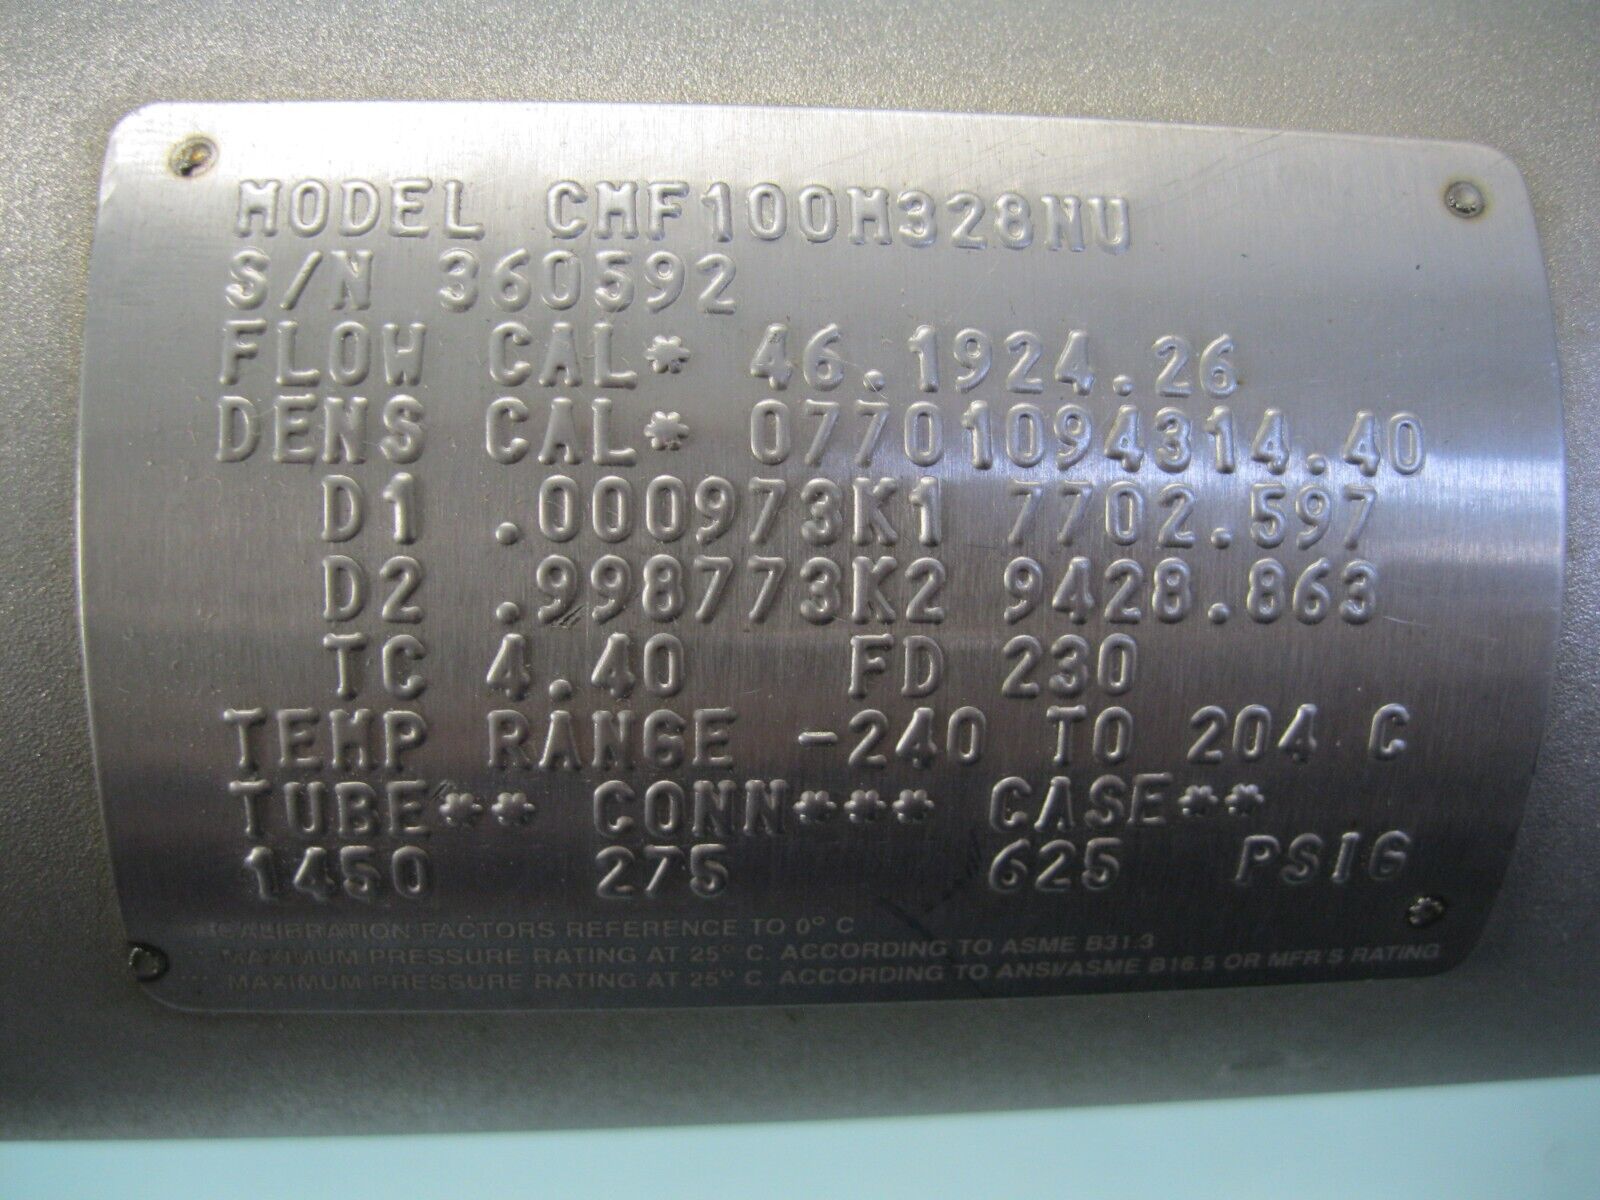 MODEL CMF100M328NU
S/N 360592
FLOW CAL* 46.1924.26
DENS CAL* 07701094314.40
D1 .000973K1 7702.597
D2 .998773K2 9428.863
TC 4.40 FD 230
TEMP RANGE -240 TO 204 C
TUBE** CONN*** CASE**
1450 275 625 PSIG
* CALIBRATION FACTORS REFERENCE TO 0° C
** MAXIMUM PRESSURE RATING AT 25° C. ACCORDING TO ASME B31.3
*** MAXIMUM PRESSURE RATING AT 25° C. ACCORDING TO ANSI/ASME B16.5 OR MFR'S RATING